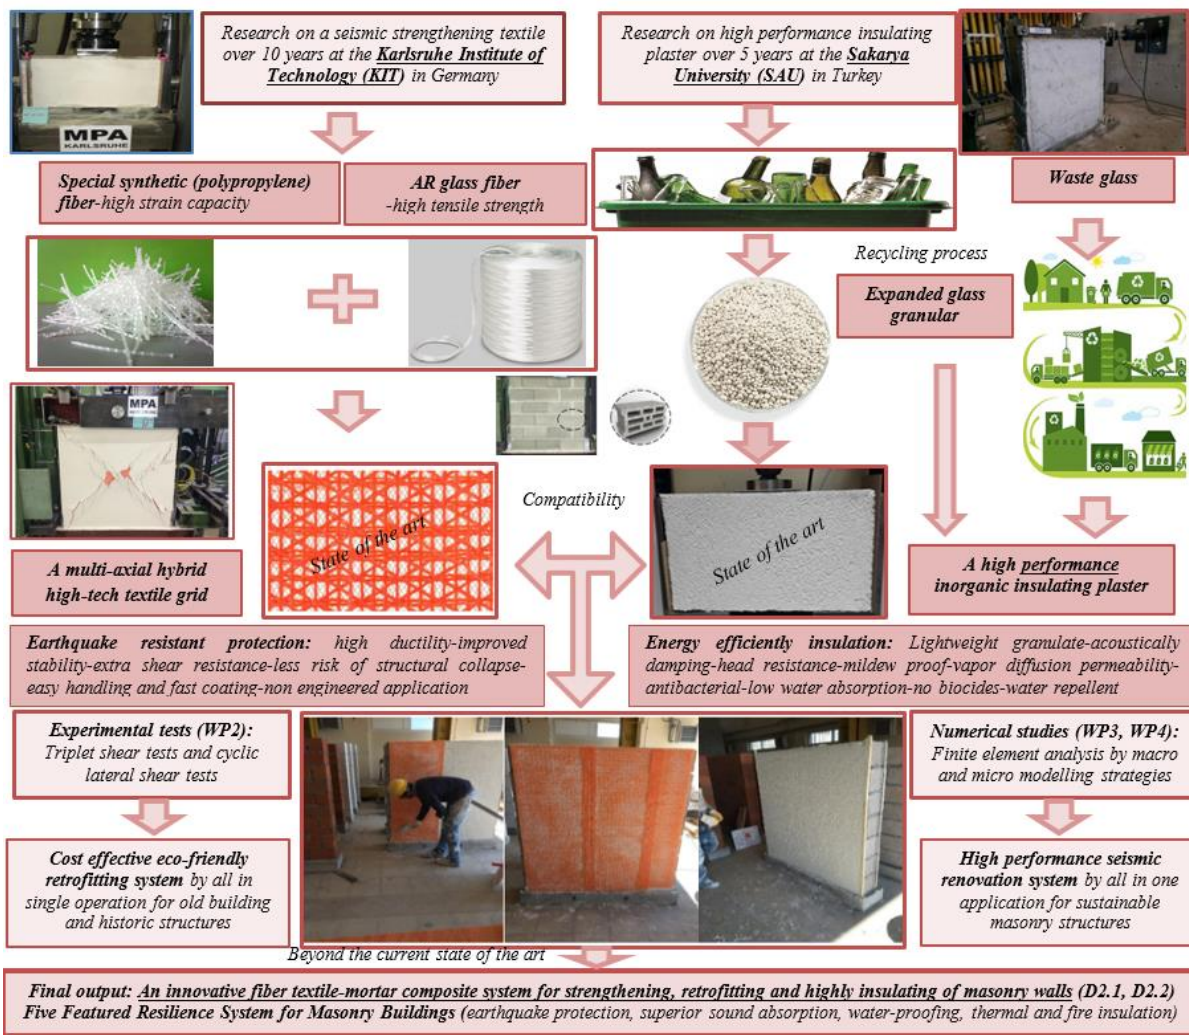 Research on a seismic strengthening textile
over 10 years at the Karlsruhe Institute of
Technology (KIT) in Germany
Research on high performance insulating
plaster over 5 years at the Sakarya
University (SAU) in Turkey
MPA
KARLSRUHE
Special synthetic (polypropylene)
fiber-high strain capacity
AR glass fiber
-high tensile strength
Waste glass
Recycling process
Expanded glass
granular
MPA
Compatibility
State of the art
State of the art
A multi-axial hybrid
high-tech textile grid
A high performance
inorganic insulating plaster
Earthquake resistant protection: high ductility-improved
stability-extra shear resistance-less risk of structural collapse-
easy handling and fast coating-non engineered application
Energy efficiently insulation: Lightweight granulate-acoustically
damping-head resistance-mildew proof-vapor diffusion permeability-
antibacterial-low water absorption-no biocides-water repellent
Experimental tests (WP2):
Triplet shear tests and cyclic
lateral shear tests
Numerical studies (WP3, WP4):
Finite element analysis by macro
and micro modelling strategies
Cost effective eco-friendly
retrofitting system by all in
single operation for old building
and historic structures
High performance seismic
renovation system by all in one
application for sustainable
masonry structures
Beyond the current state of the art
Final output: An innovative fiber textile-mortar composite system for strengthening, retrofitting and highly insulating of masonry walls (D2.1, D2.2)
Five Featured Resilience System for Masonry Buildings (earthquake protection, superior sound absorption, water-proofing, thermal and fire insulation)